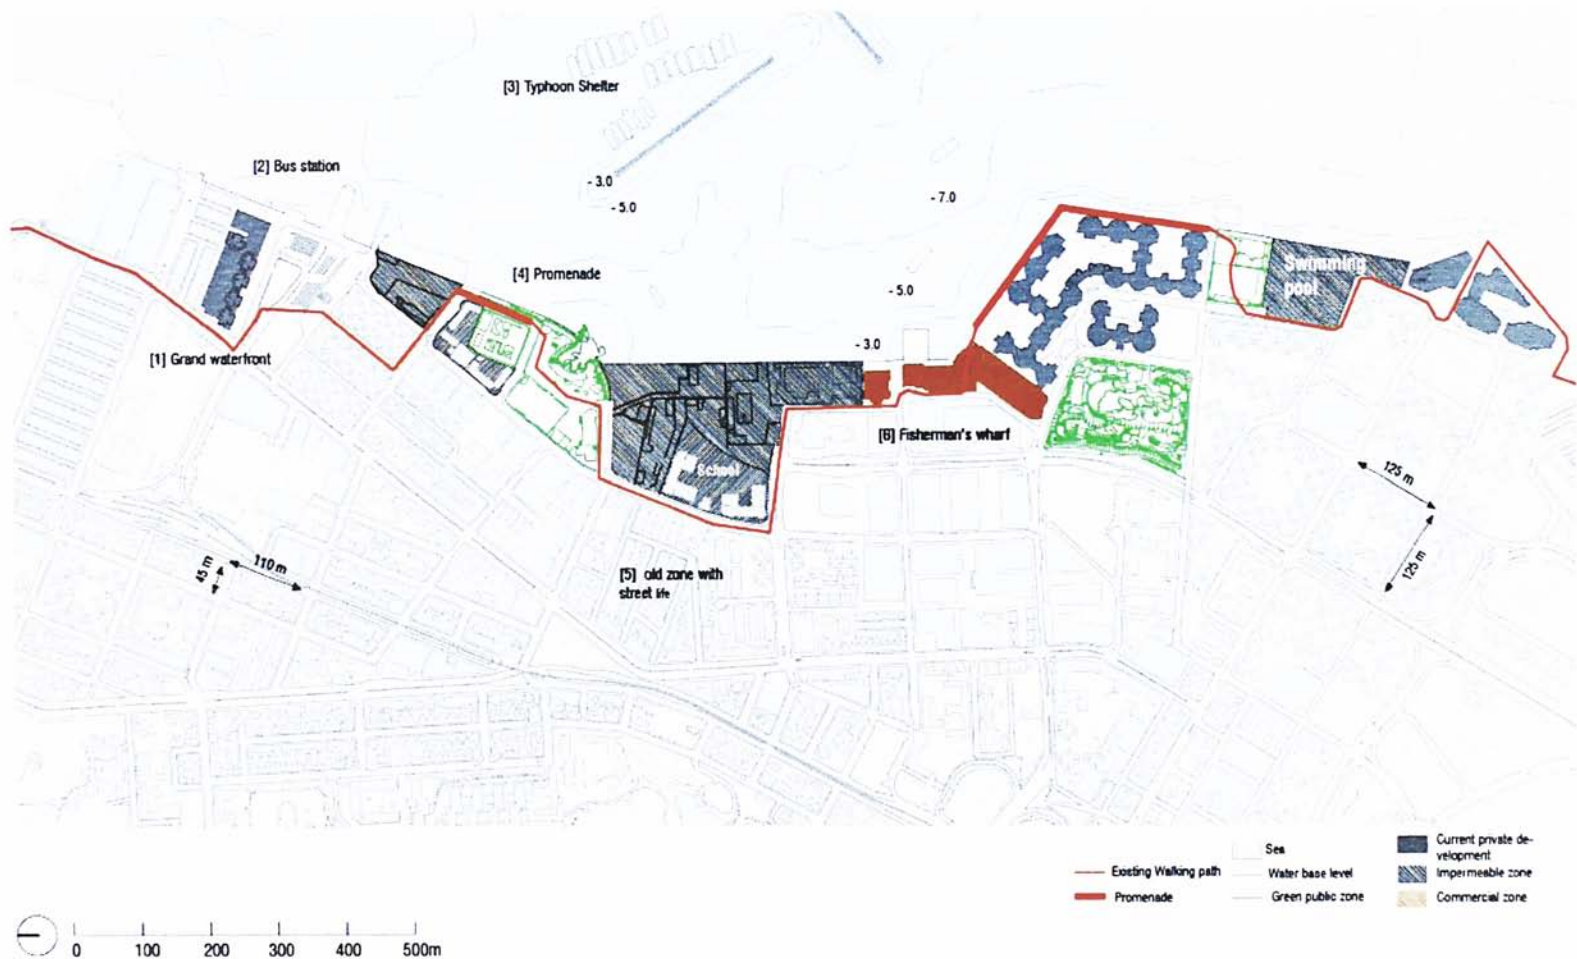 [3] Typhoon Shelter
[2] Bus station
- 3.0
- 5.0
- 7.0
[4] Promenade
Swimming
pool
- 5.0
[1] Grand waterfront
- 3.0
[6] Fisherman's wharf
School
125 m
125 m
45 m
110 m
[5] old zone with
street life
Existing Walking path
Promenade
Sea
Water base level
Green public zone
Current private de-
velopment
Impermeable zone
Commercial zone
0 100 200 300 400 500m